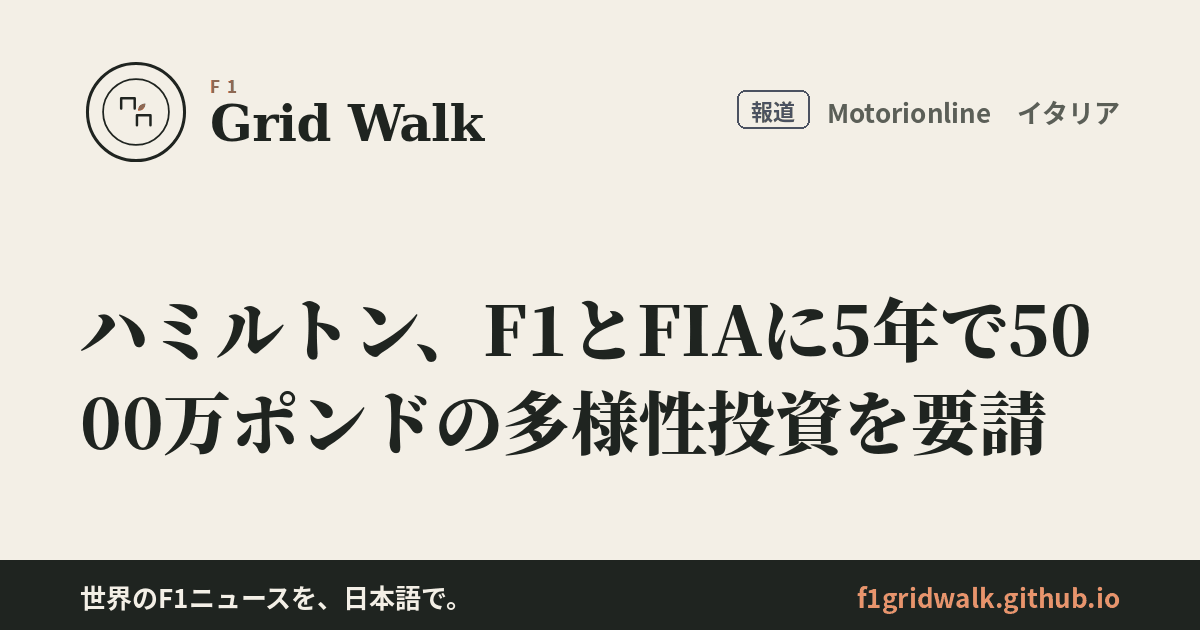 F1
Grid Walk
報道 Motorionline イタリア
ハミルトン、F1とFIAに5年で50
00万ポンドの多様性投資を要請
世界のF1ニュースを、日本語で。
f1gridwalk.github.io